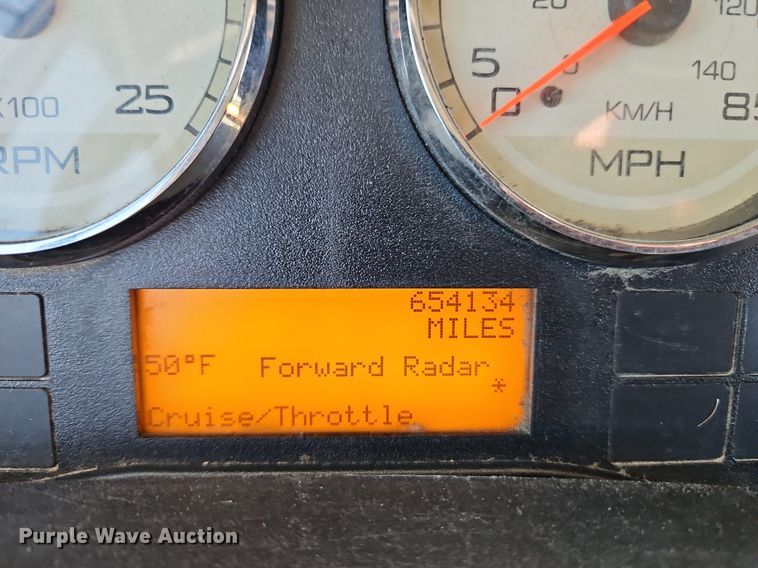 X100
25
RPM
20
120
5
0
0
140
KM/H
85
MPH
654134
MILES
50°F Forward Radar
*
Cruise/Throttle
Purple Wave Auction